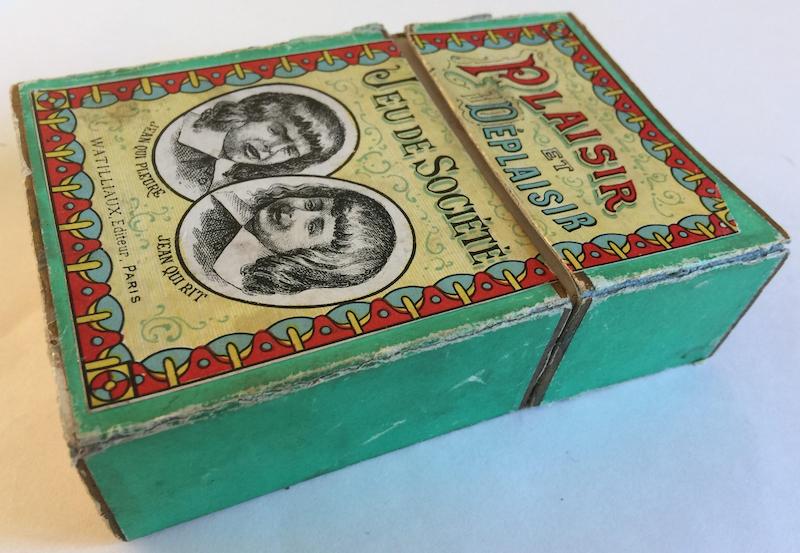 PLAISIR
ET
DÉPLAISIR
JEU DE SOCIÉTÉ
JEAN QUI PLEURE
JEAN QUI RIT
WATILLIAUX, Editeur, PARIS